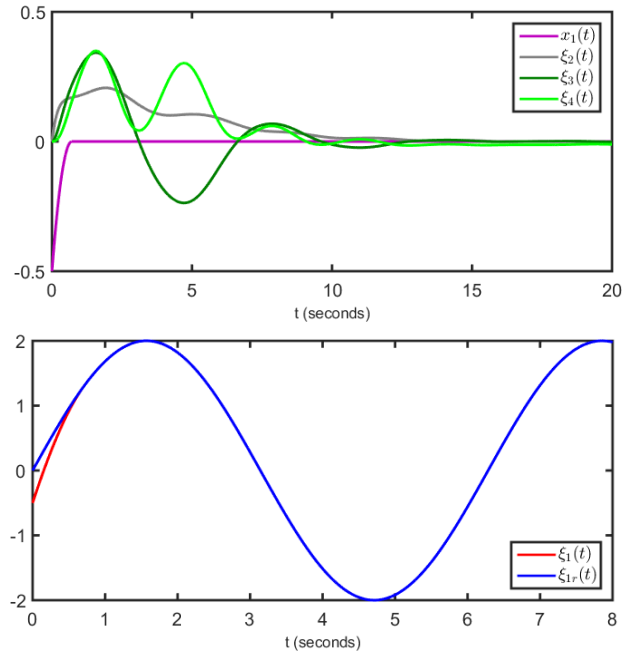 0.5
x₁(t)
ξ₂(t)
ξ₃(t)
ξ₄(t)
0
-0.5
0 5 10 15 20
t (seconds)
2
1
0
-1
ξ₁(t)
ξ₁ᵣ(t)
-2
0 1 2 3 4 5 6 7 8
t (seconds)